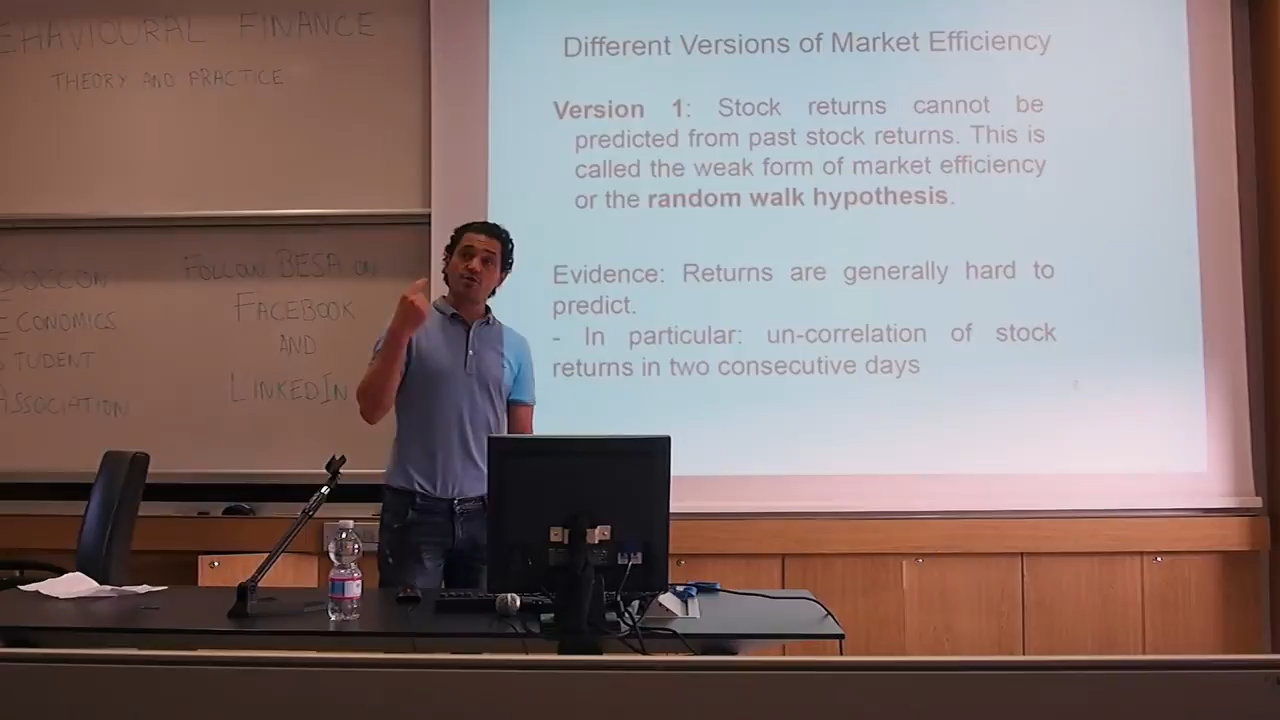 EHAVIOURAL FINANCE
THEORY AND PRACTICE
OCCONI
ECONOMICS
STUDENT
ASSOCIATION
FOLLOW BESA ON
FACEBOOK
AND
LINKEDIN
Different Versions of Market Efficiency
Version 1: Stock returns cannot be
predicted from past stock returns. This is
called the weak form of market efficiency
or the random walk hypothesis.
Evidence: Returns are generally hard to
predict.
- In particular: un-correlation of stock
returns in two consecutive days